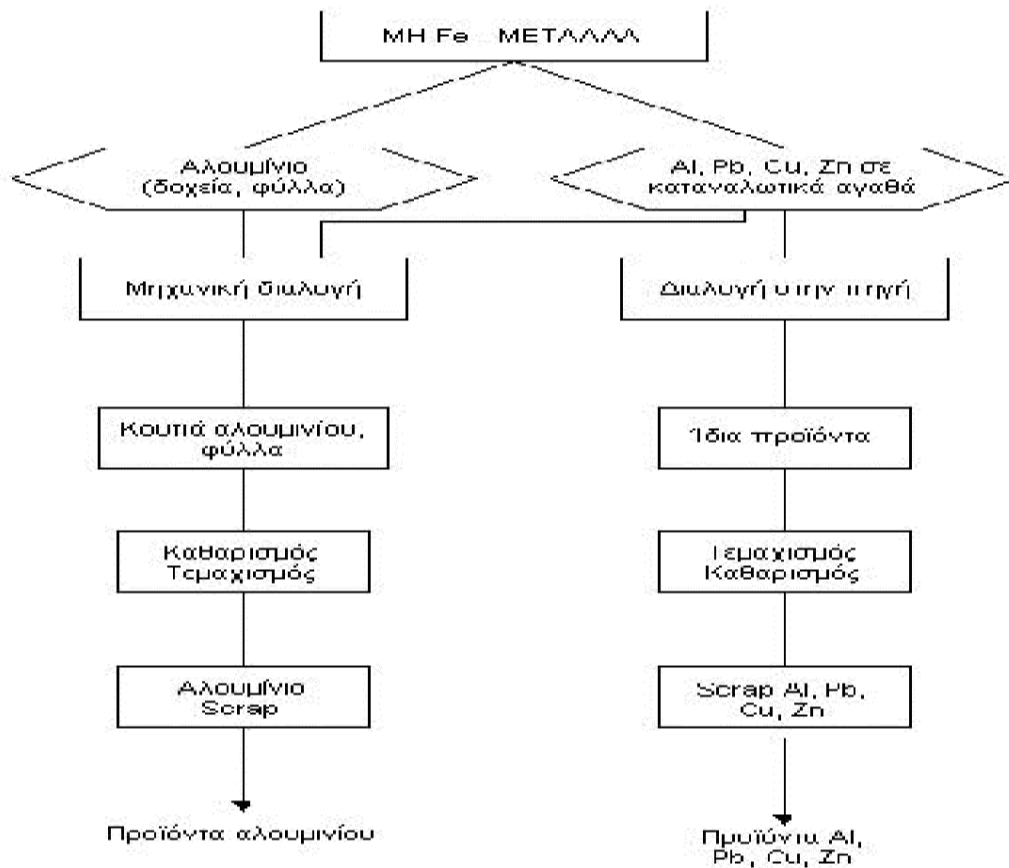 ΜΗ Fe ΜΕΤΑΛΛΑ
Αλουμίνιο
(δοχεία, φύλλα)
Al, Pb, Cu, Zn σε
καταναλωτικά αγαθά
Μηχανική διαλογή
Διαλογή στην πηγή
Κουτιά αλουμινίου,
φύλλα
Ίδια προϊόντα
Καθαρισμός
Τεμαχισμός
Τεμαχισμός
Καθαρισμός
Αλουμίνιο
Scrap
Scrap Al, Pb,
Cu, Zn
Προϊόντα αλουμινίου
Προϊόντα Al,
Pb, Cu, Zn